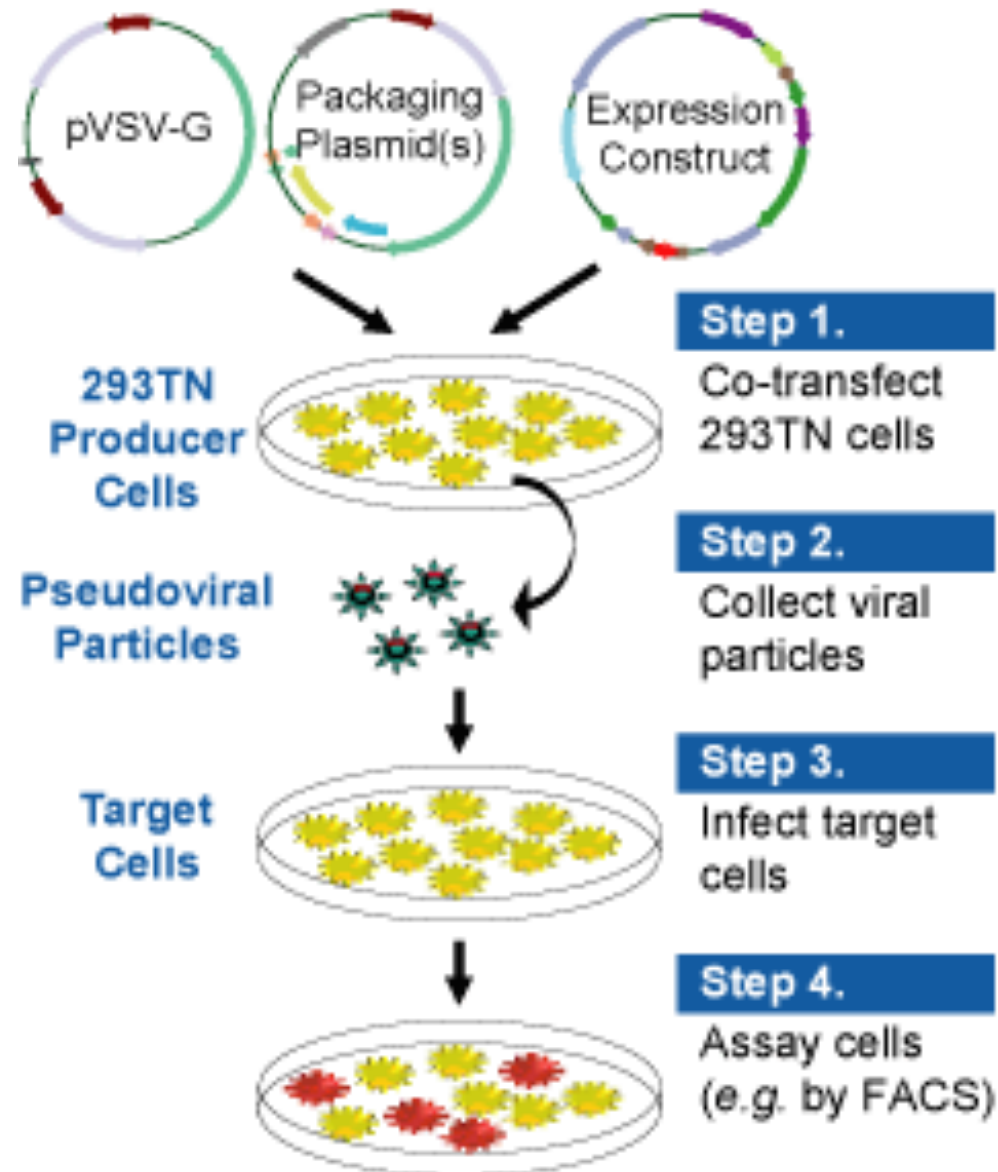 pVSV-G
Packaging
Plasmid(s)
Expression
Construct
Step 1.
Co-transfect
293TN cells
293TN
Producer
Cells
Step 2.
Collect viral
particles
Pseudoviral
Particles
Step 3.
Infect target
cells
Target
Cells
Step 4.
Assay cells
(e.g. by FACS)